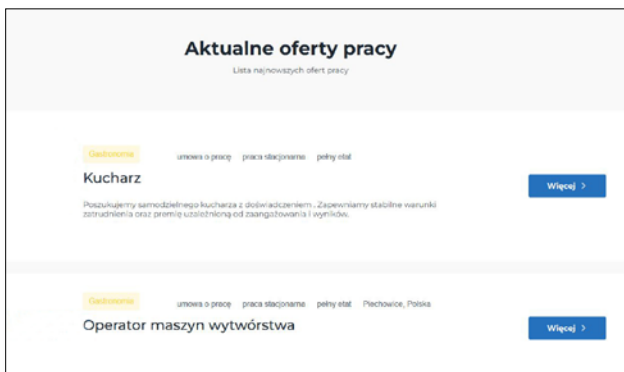 Aktualne oferty pracy
Lista najnowszych ofert pracy
Gastronomia umowa o pracę praca stacjonarna pełny etat
Kucharz
Więcej >
Poszukujemy samodzielnego kucharza z doświadczeniem . Zapewniamy stabilne warunki
zatrudnienia oraz premię uzależnioną od zaangażowania i wyników.
Gastronomia umowa o pracę praca stacjonarna pełny etat Piechowice, Polska
Operator maszyn wytwórstwa
Więcej >